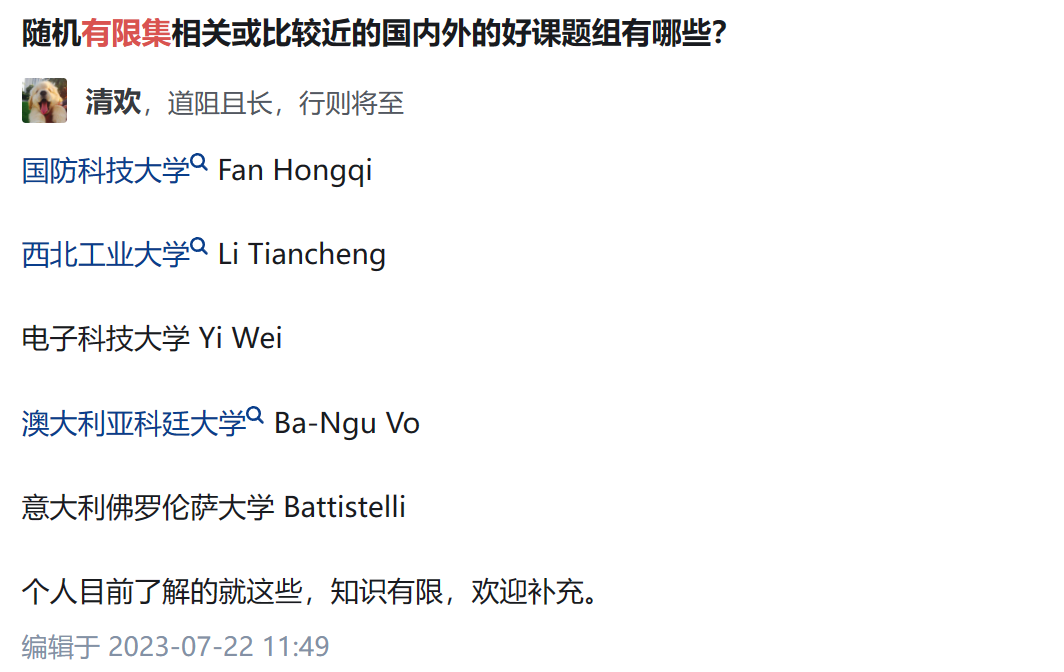 随机有限集相关或比较近的国内外的好课题组有哪些？
清欢，道阻且长，行则将至
国防科技大学 Fan Hongqi
西北工业大学 Li Tiancheng
电子科技大学 Yi Wei
澳大利亚科廷大学 Ba-Ngu Vo
意大利佛罗伦萨大学 Battistelli
个人目前了解的就这些，知识有限，欢迎补充。
编辑于 2023-07-22 11:49